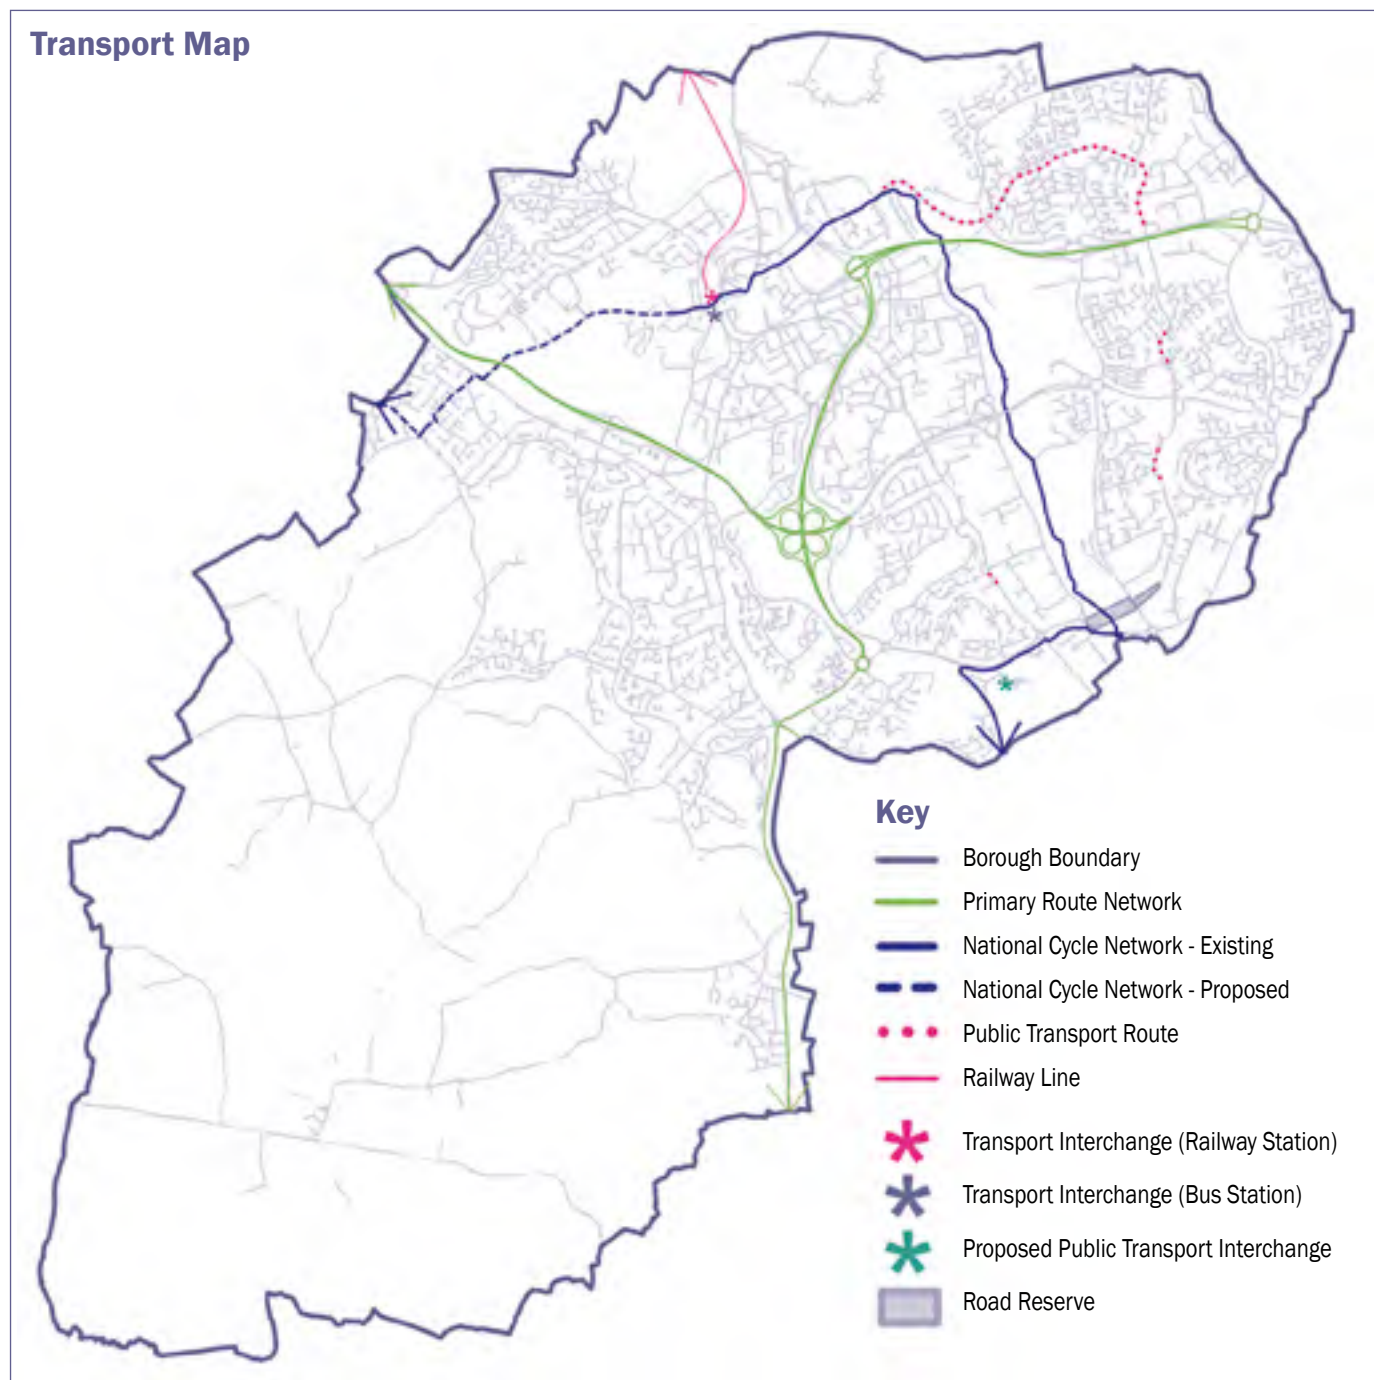 Transport Map
Key
Borough Boundary
Primary Route Network
National Cycle Network - Existing
National Cycle Network - Proposed
Public Transport Route
Railway Line
Transport Interchange (Railway Station)
Transport Interchange (Bus Station)
Proposed Public Transport Interchange
Road Reserve